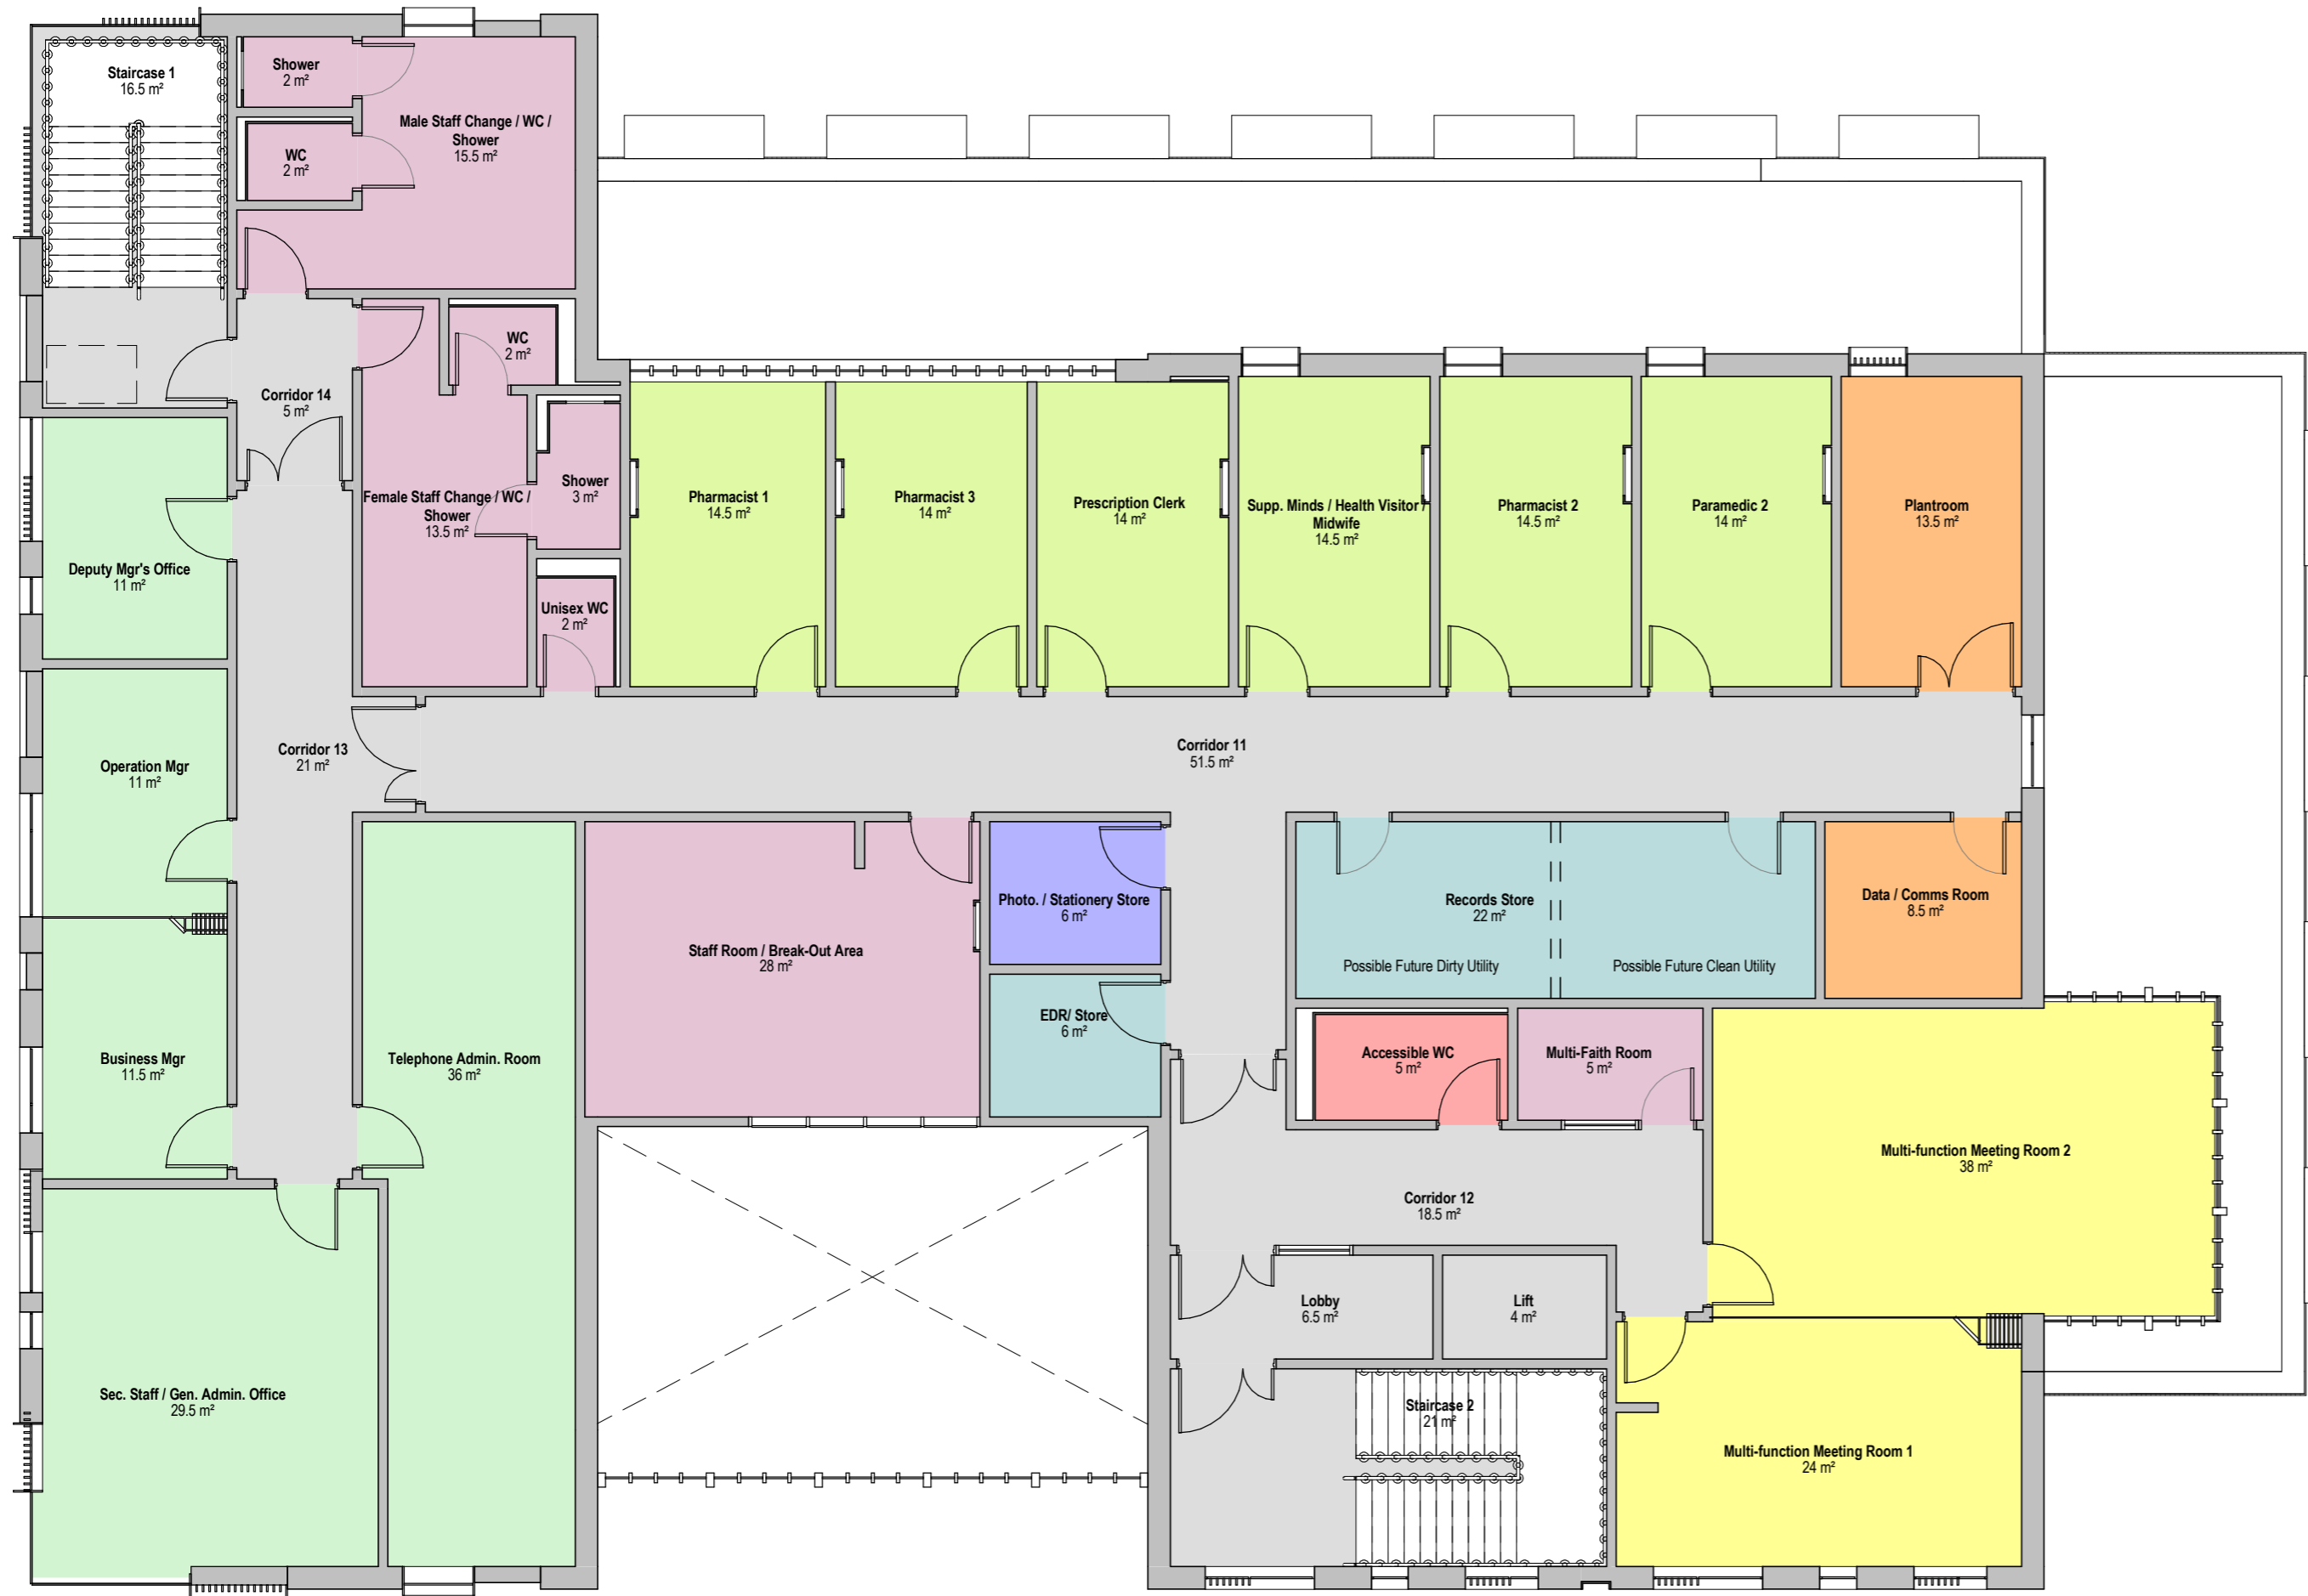 Staircase 1
16.5 m²
Shower
2 m²
Male Staff Change / WC /
Shower
15.5 m²
WC
2 m²
WC
2 m²
Corridor 14
5 m²
Female Staff Change / WC /
Shower
13.5 m²
Shower
3 m²
Unisex WC
2 m²
Pharmacist 1
14.5 m²
Pharmacist 3
14 m²
Prescription Clerk
14 m²
Supp. Minds / Health Visitor /
Midwife
14.5 m²
Pharmacist 2
14.5 m²
Paramedic 2
14 m²
Plantroom
13.5 m²
Deputy Mgr's Office
11 m²
Operation Mgr
11 m²
Corridor 13
21 m²
Corridor 11
51.5 m²
Business Mgr
11.5 m²
Telephone Admin. Room
36 m²
Staff Room / Break-Out Area
28 m²
Photo. / Stationery Store
6 m²
EDR/ Store
6 m²
Records Store
22 m²
Possible Future Dirty Utility
Possible Future Clean Utility
Data / Comms Room
8.5 m²
Accessible WC
5 m²
Multi-Faith Room
5 m²
Multi-function Meeting Room 2
38 m²
Corridor 12
18.5 m²
Lobby
6.5 m²
Lift
4 m²
Sec. Staff / Gen. Admin. Office
29.5 m²
Staircase 2
21 m²
Multi-function Meeting Room 1
24 m²